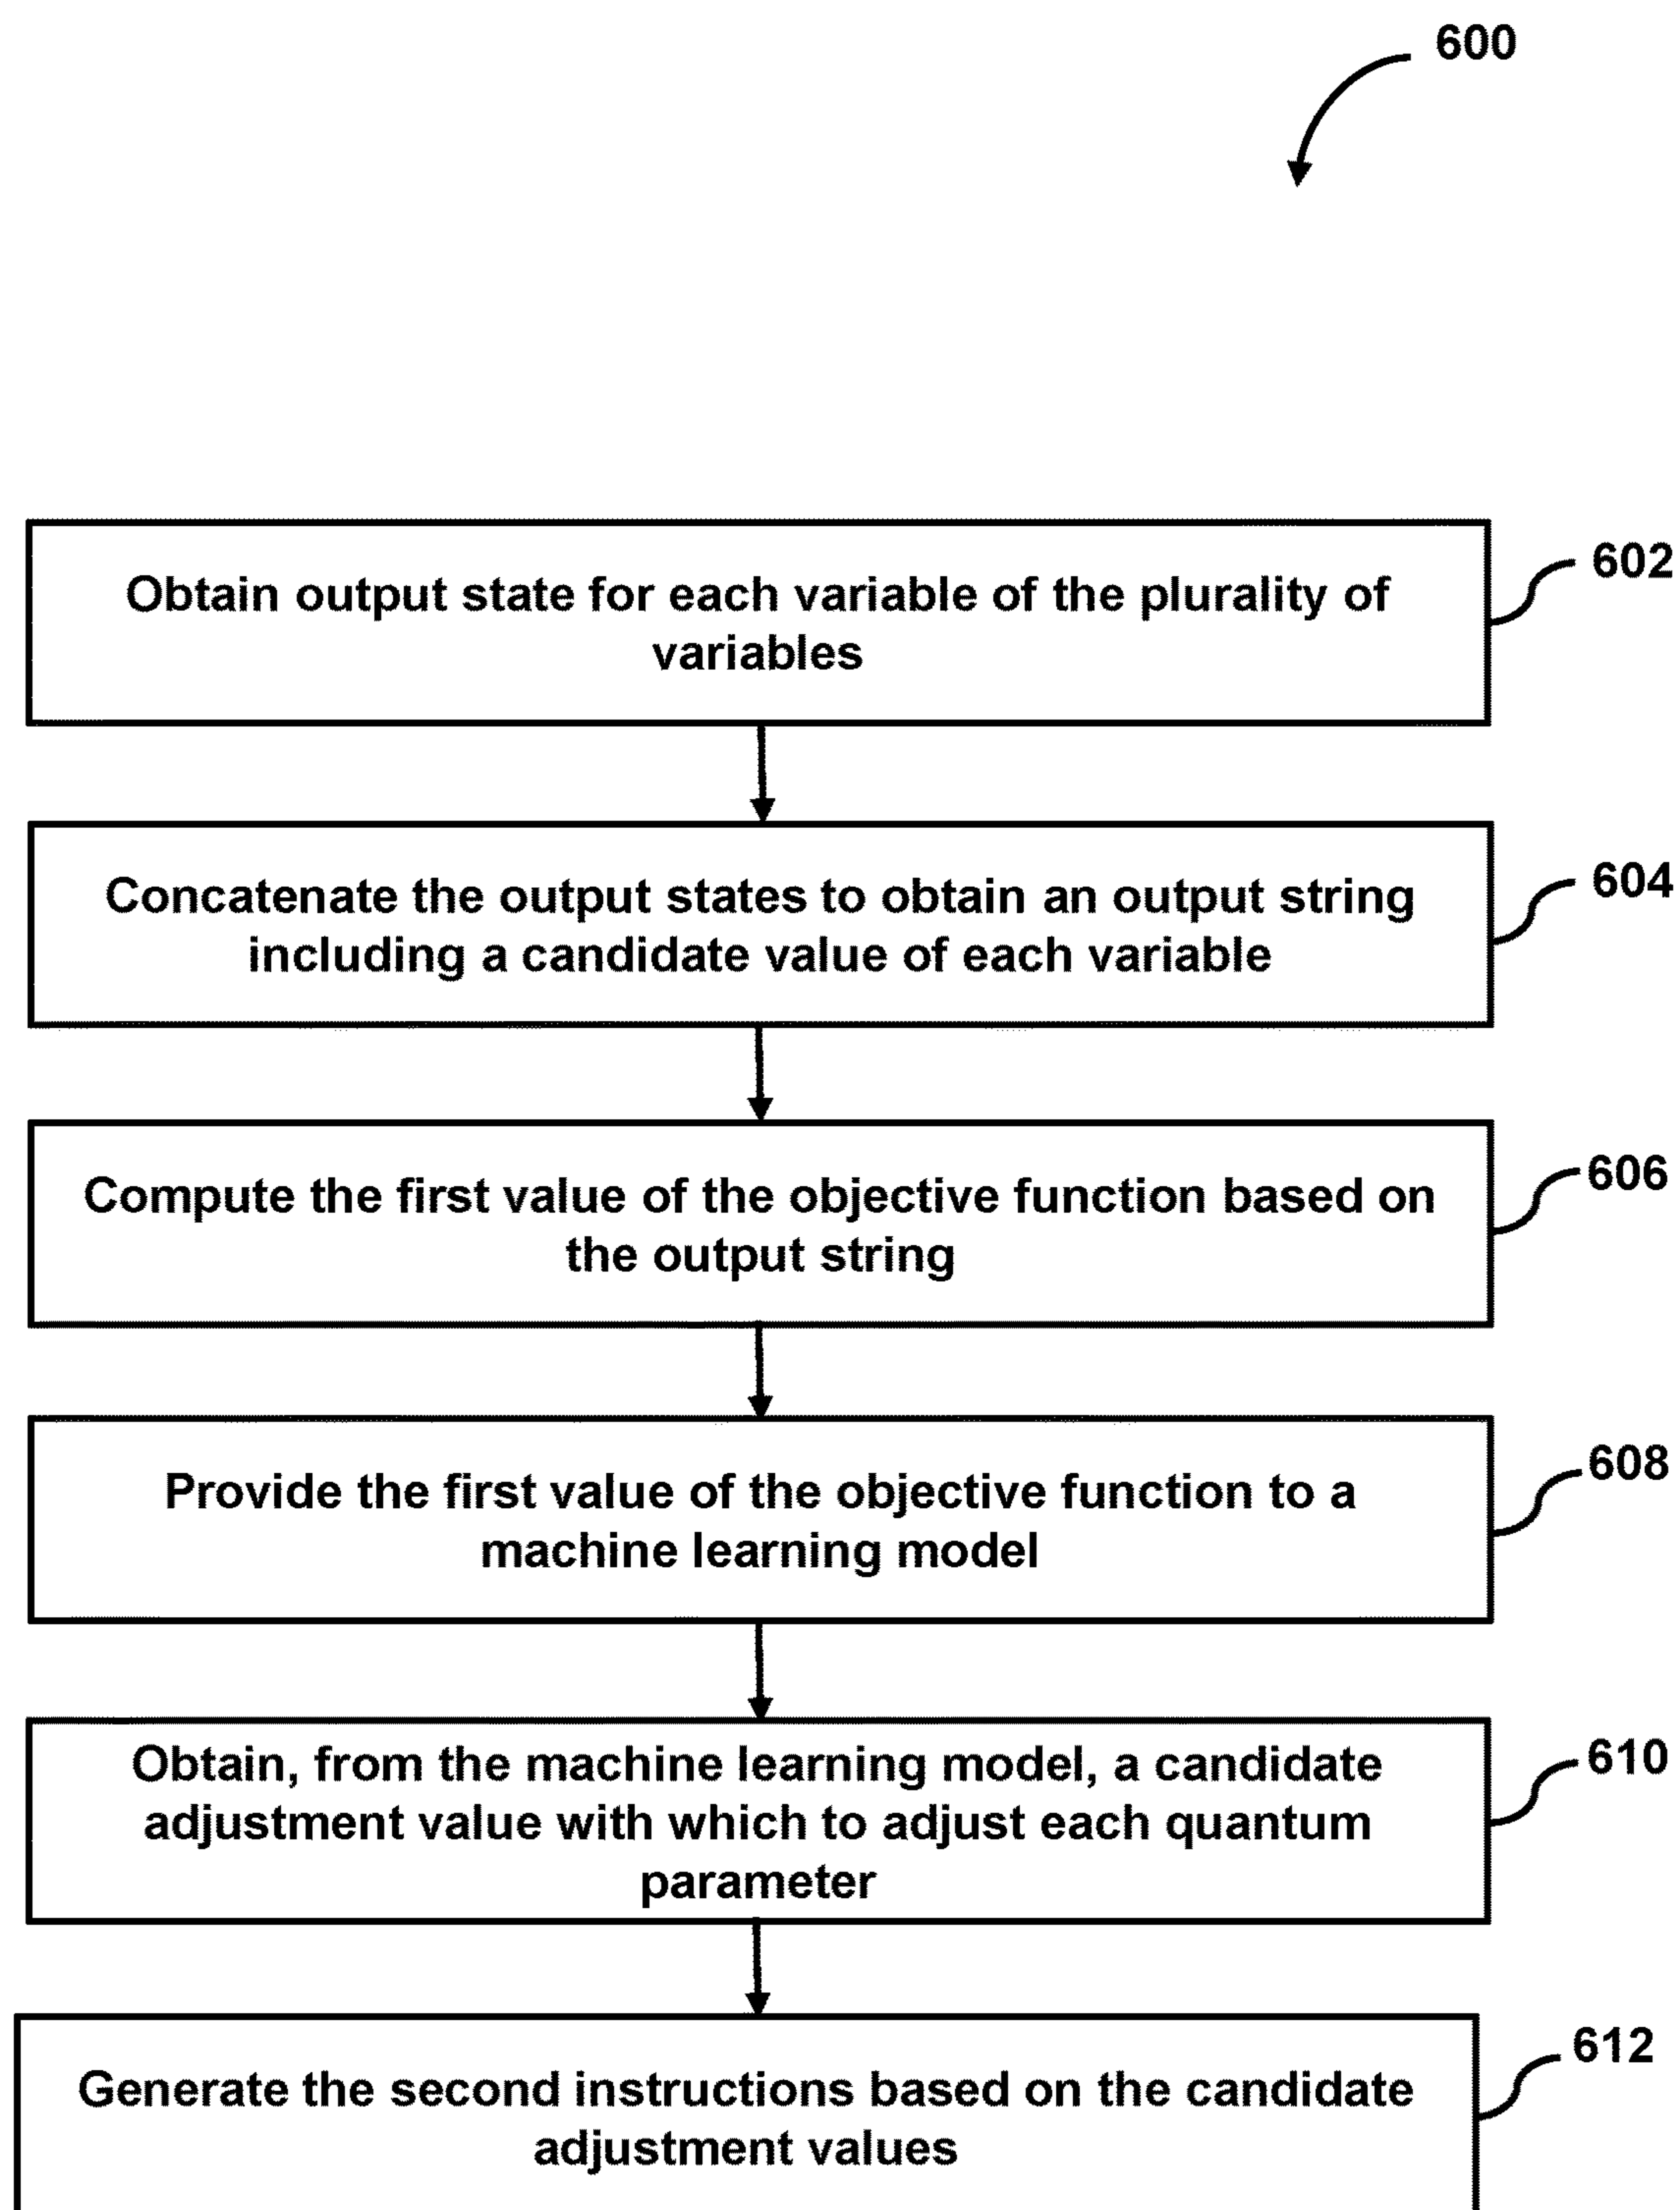 600
Obtain output state for each variable of the plurality of
variables
602
Concatenate the output states to obtain an output string
including a candidate value of each variable
604
Compute the first value of the objective function based on
the output string
606
Provide the first value of the objective function to a
machine learning model
608
Obtain, from the machine learning model, a candidate
adjustment value with which to adjust each quantum
parameter
610
Generate the second instructions based on the candidate
adjustment values
612